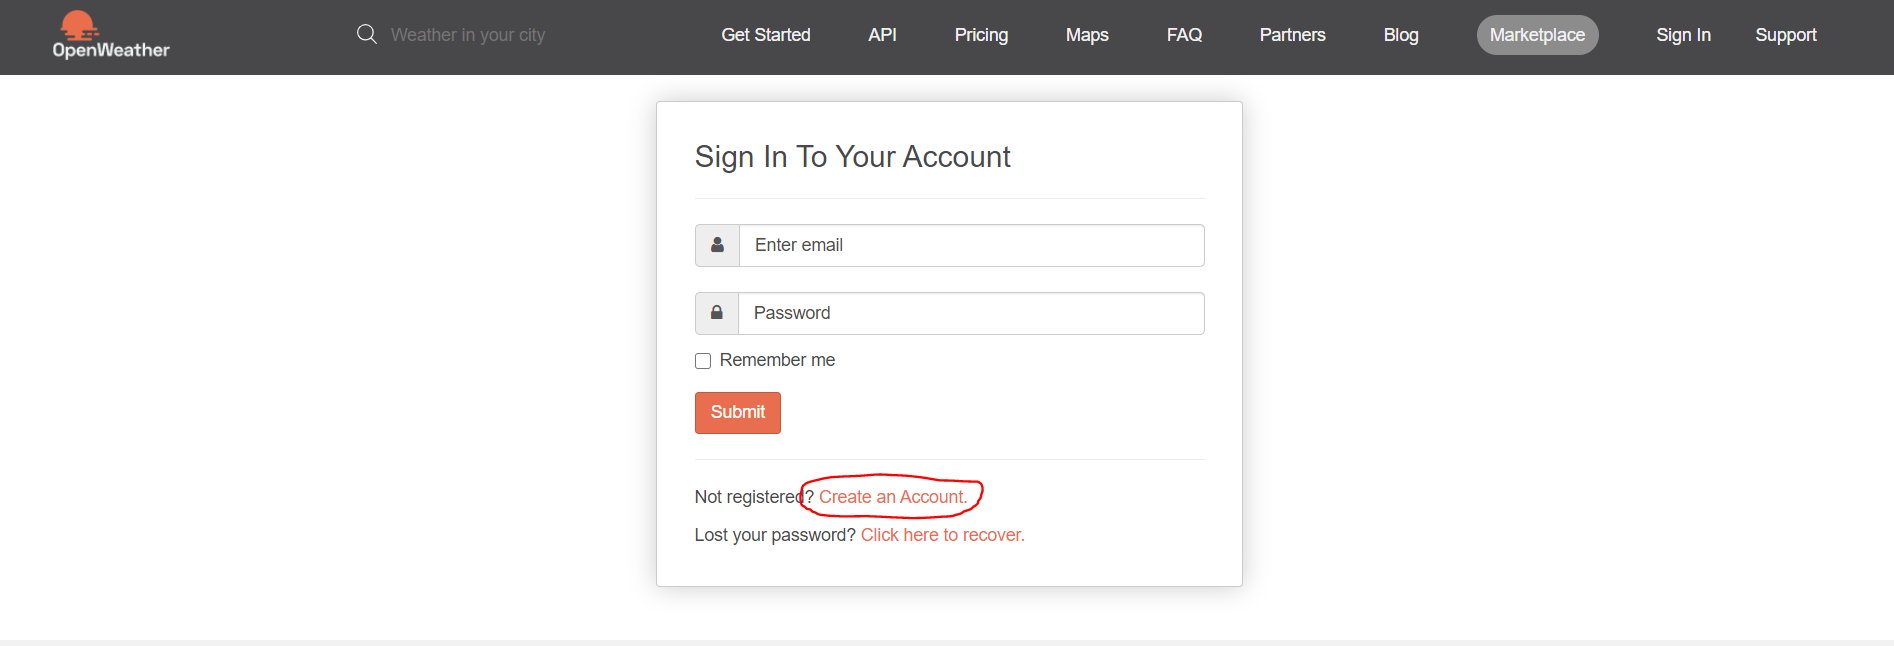 OpenWeather
Weather in your city
Get Started API Pricing Maps FAQ Partners Blog Marketplace Sign In Support
Sign In To Your Account
Enter email
Password
Remember me
Submit
Not registered? Create an Account.
Lost your password? Click here to recover.